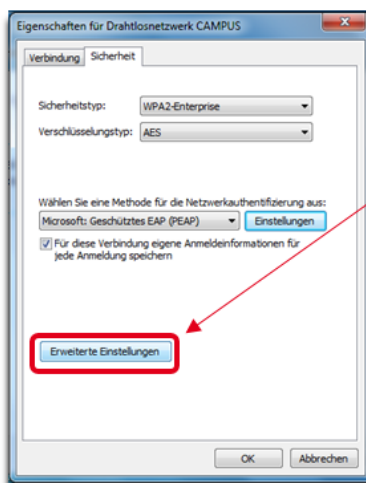 Eigenschaften für Drahtlosnetzwerk CAMPUS
Verbindung Sicherheit
Sicherheitstyp: WPA2-Enterprise
Verschlüsselungstyp: AES
Wählen Sie eine Methode für die Netzwerkauthentifizierung aus:
Microsoft: Geschütztes EAP (PEAP) Einstellungen
Für diese Verbindung eigene Anmeldeinformationen für
jede Anmeldung speichern
Erweiterte Einstellungen
OK Abbrechen